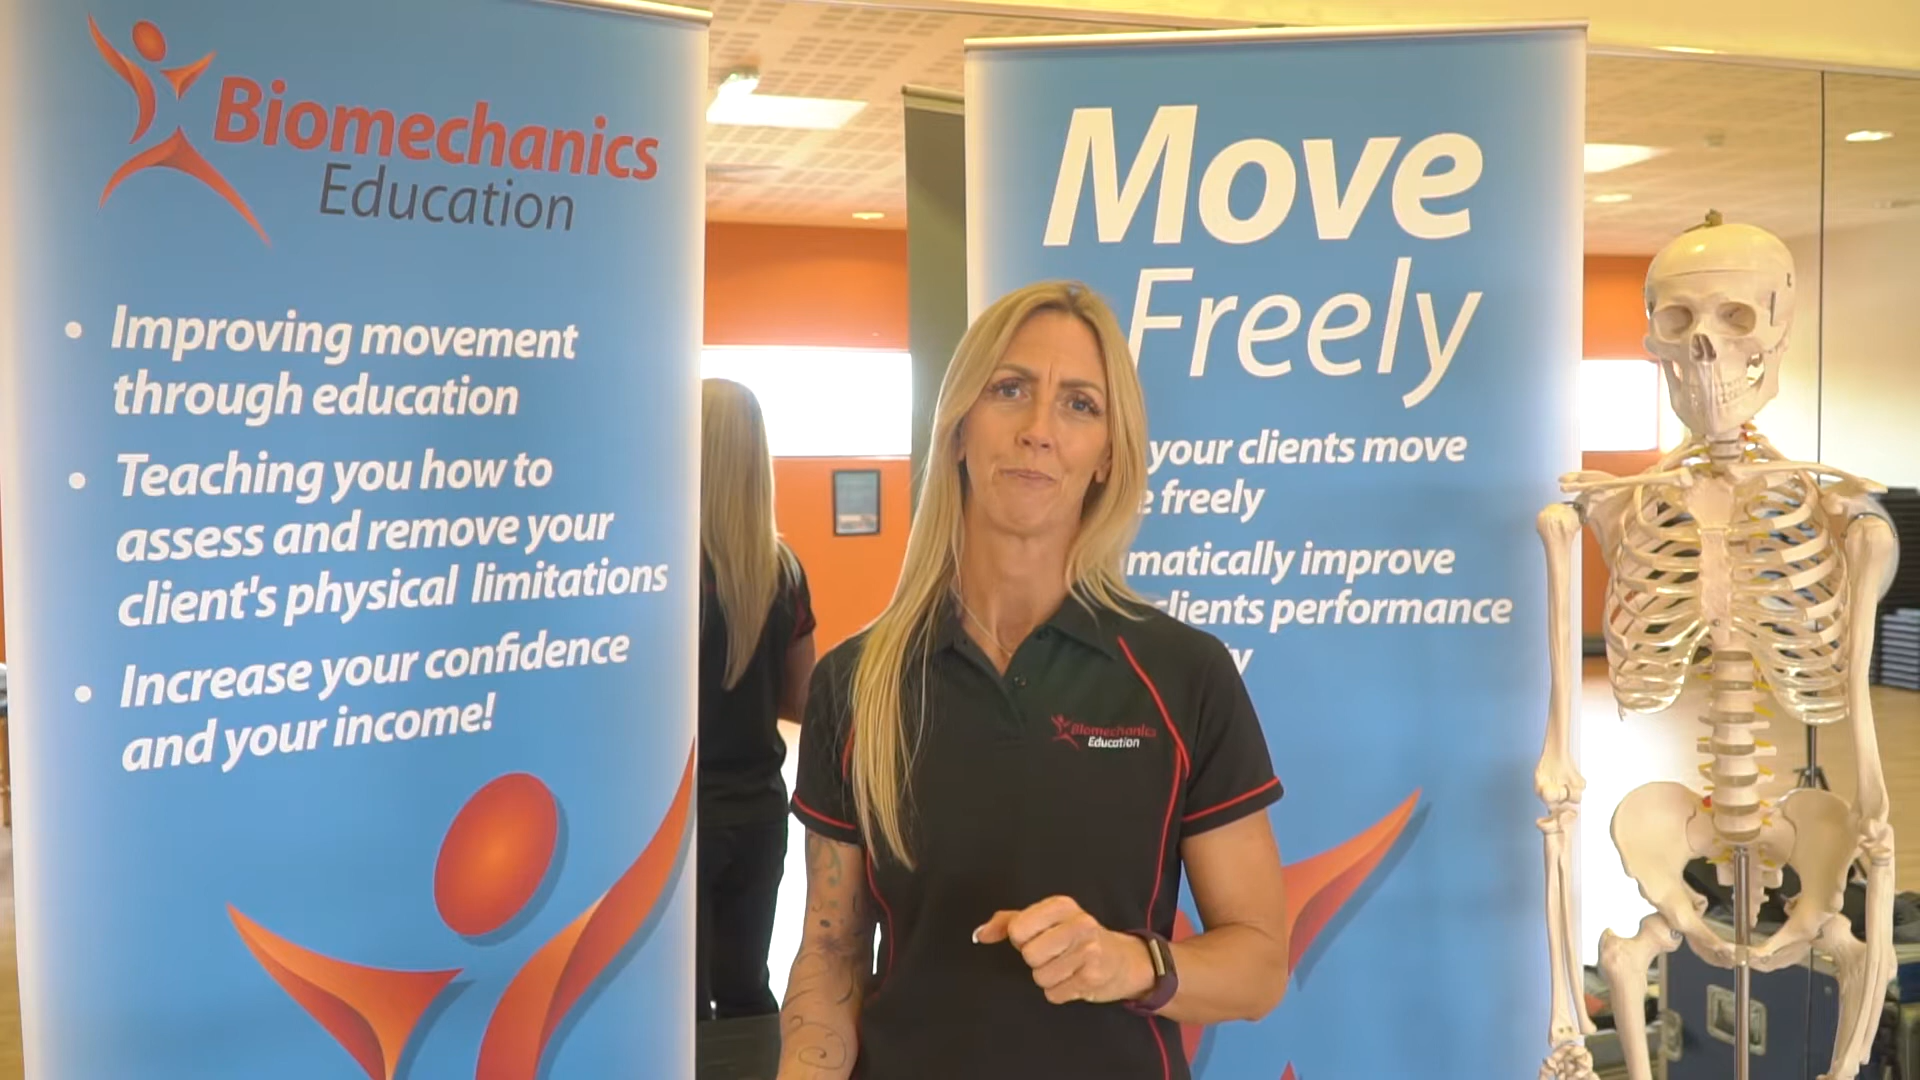 Biomechanics
Education
• Improving movement
through education
• Teaching you how to
assess and remove your
client's physical limitations
• Increase your confidence
and your income!
Move
Freely
your clients move
freely
improve
clients performance
Biomechanics
Education